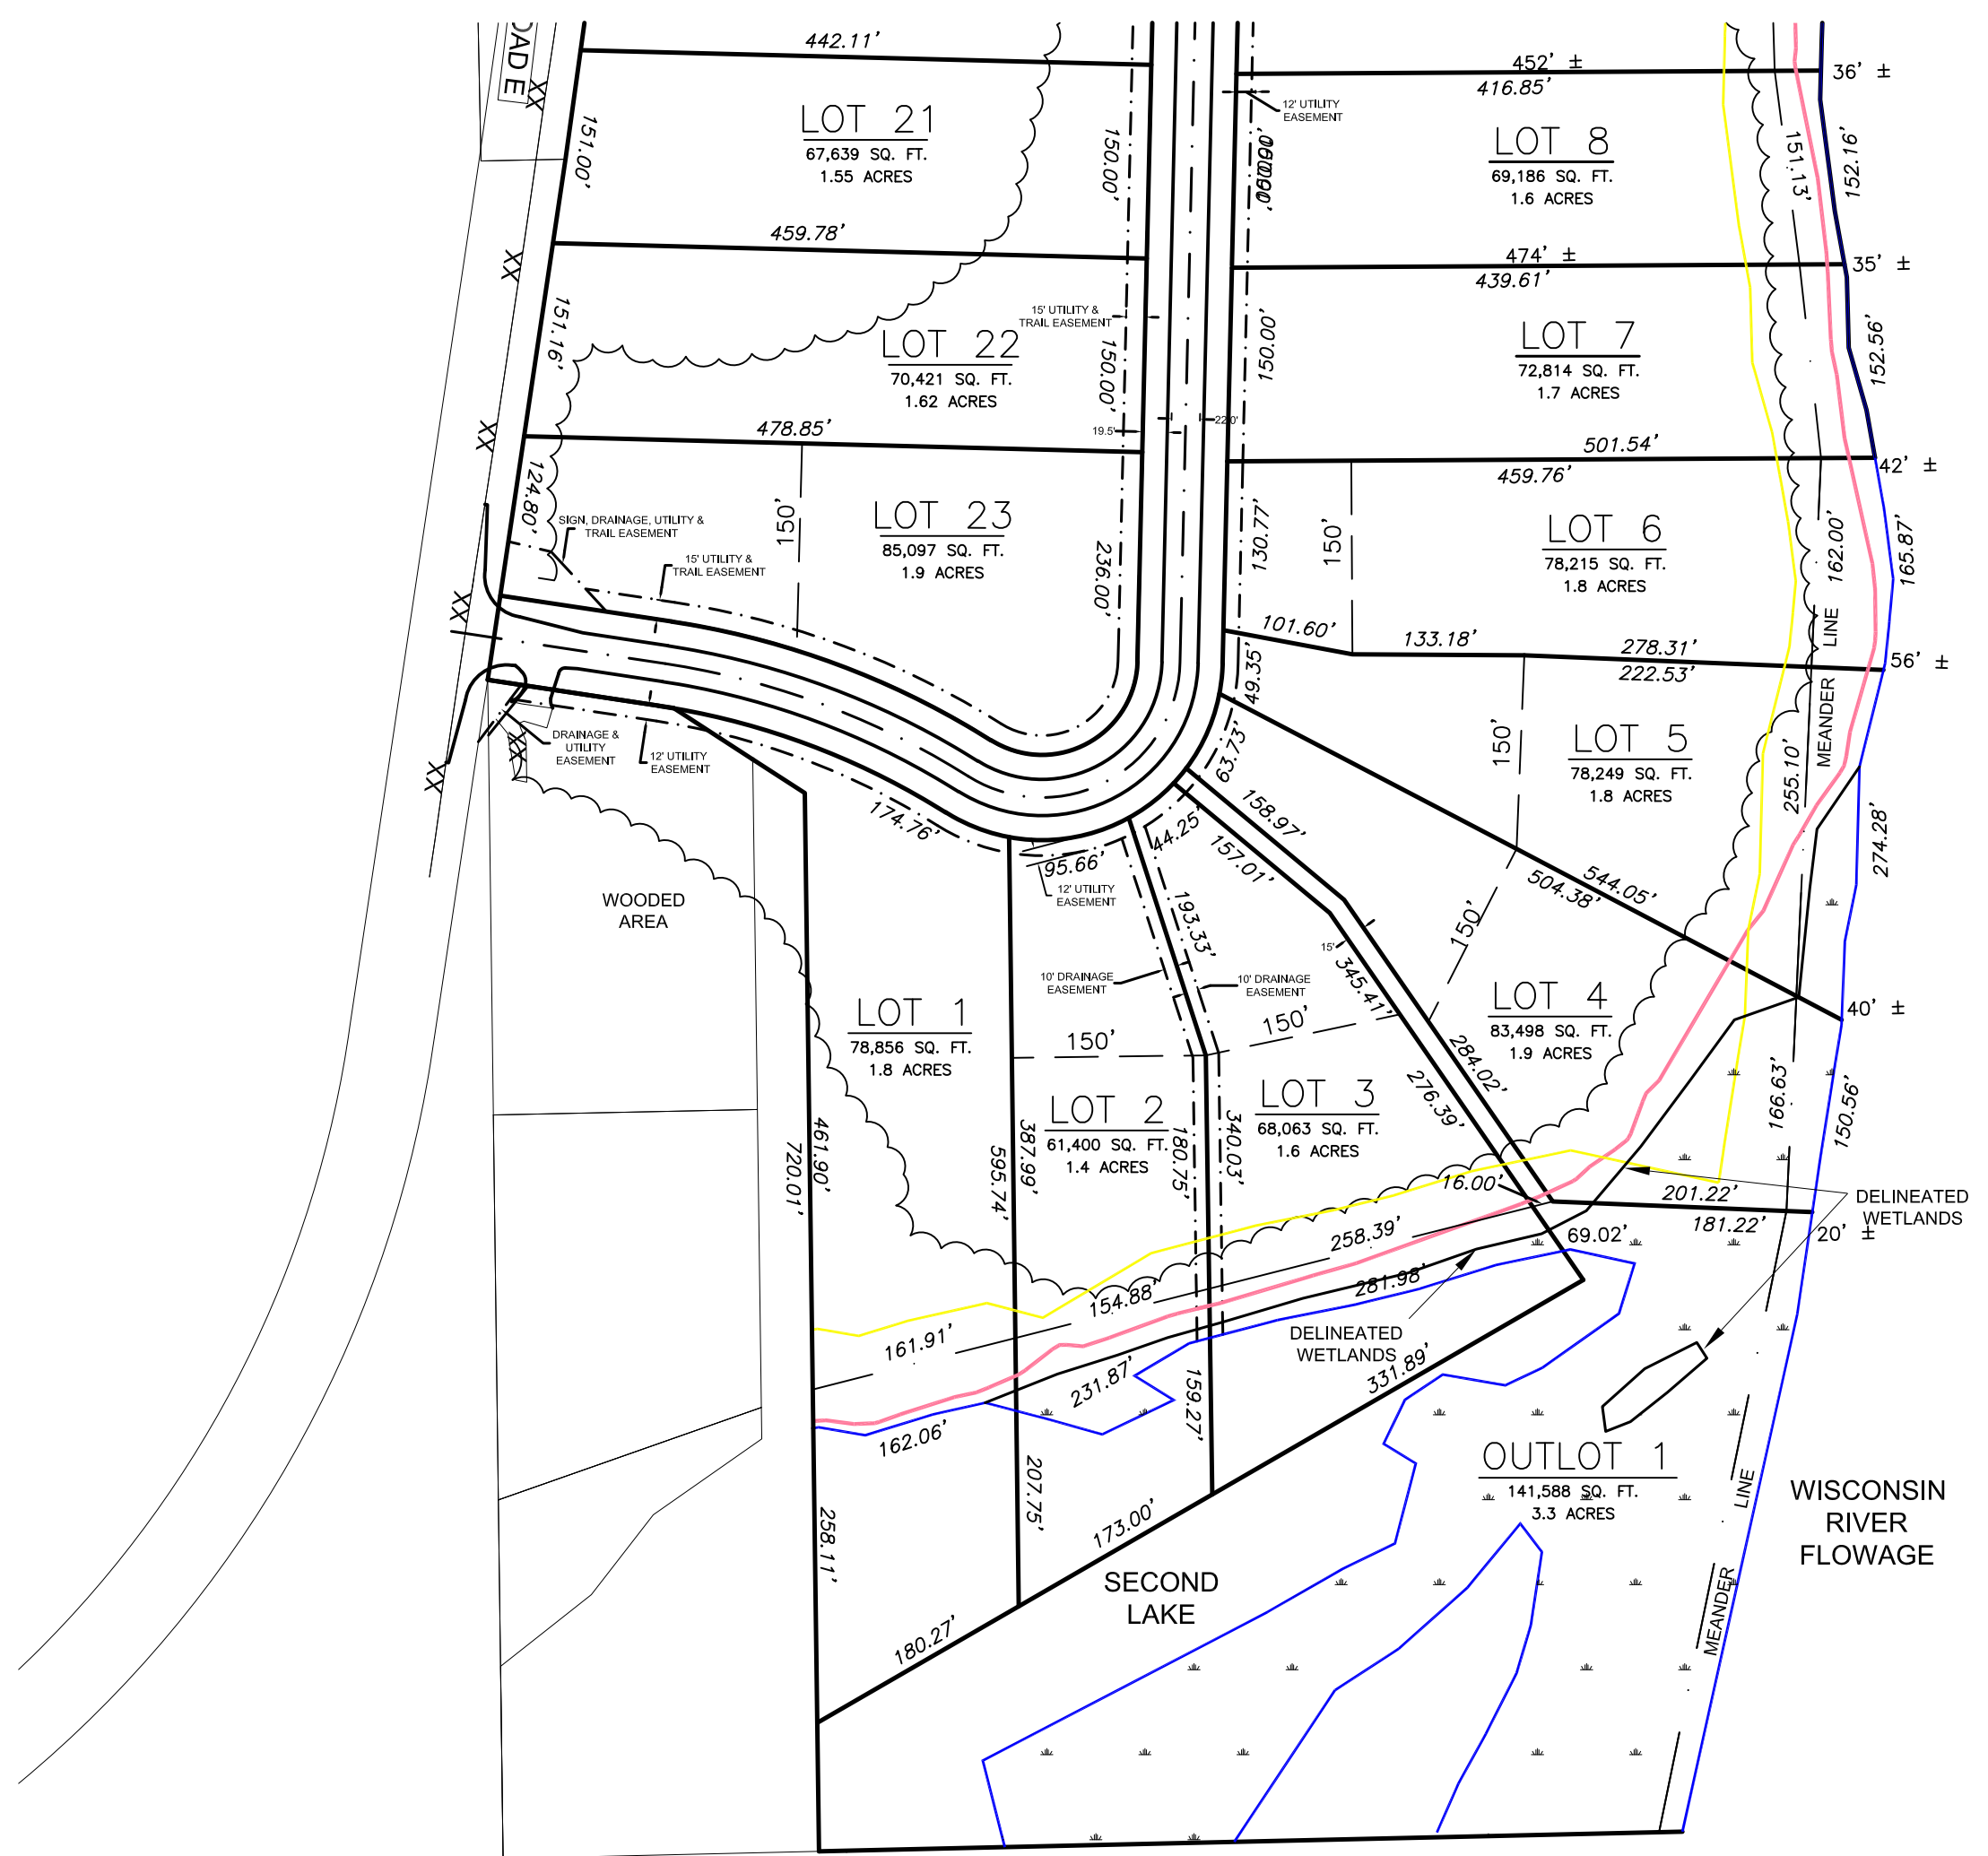 OAD E
442.11'
452' ±
416.85'
36' ±
12' UTILITY
EASEMENT
LOT 21
67,639 SQ. FT.
1.55 ACRES
151.00'
150.00'
LOT 8
69,186 SQ. FT.
1.6 ACRES
151.13'
152.16'
459.78'
474' ±
439.61'
35' ±
151.16'
15' UTILITY &
TRAIL EASEMENT
LOT 22
70,421 SQ. FT.
1.62 ACRES
150.00'
150.00'
LOT 7
72,814 SQ. FT.
1.7 ACRES
152.56'
19.5'
22.0'
478.85'
501.54'
459.76'
42' ±
124.80'
150'
LOT 23
85,097 SQ. FT.
1.9 ACRES
SIGN, DRAINAGE, UTILITY &
TRAIL EASEMENT
15' UTILITY &
TRAIL EASEMENT
236.00'
130.77'
150'
LOT 6
78,215 SQ. FT.
1.8 ACRES
162.00'
165.87'
101.60'
133.18'
278.31'
222.53'
56' ±
MEANDER LINE
49.35'
DRAINAGE &
UTILITY
EASEMENT
12' UTILITY
EASEMENT
150'
LOT 5
78,249 SQ. FT.
1.8 ACRES
255.10'
274.28'
63.73'
174.76'
95.66'
44.25'
158.97'
157.01'
12' UTILITY
EASEMENT
544.05'
504.38'
WOODED
AREA
193.33'
150'
15'
345.41'
10' DRAINAGE
EASEMENT
10' DRAINAGE
EASEMENT
LOT 1
78,856 SQ. FT.
1.8 ACRES
150'
150'
LOT 4
83,498 SQ. FT.
1.9 ACRES
40' ±
284.02'
276.39'
166.63'
150.56'
LOT 2
61,400 SQ. FT.
1.4 ACRES
LOT 3
68,063 SQ. FT.
1.6 ACRES
461.90'
720.01'
387.99'
595.74'
180.75'
340.03'
16.00'
201.22'
181.22'
20' ±
DELINEATED
WETLANDS
258.39'
69.02'
281.98'
154.88'
161.91'
DELINEATED
WETLANDS
331.89'
231.87'
159.27'
162.06'
207.75'
258.11'
173.00'
180.27'
OUTLOT 1
141,588 SQ. FT.
3.3 ACRES
MEANDER LINE
WISCONSIN
RIVER
FLOWAGE
SECOND
LAKE